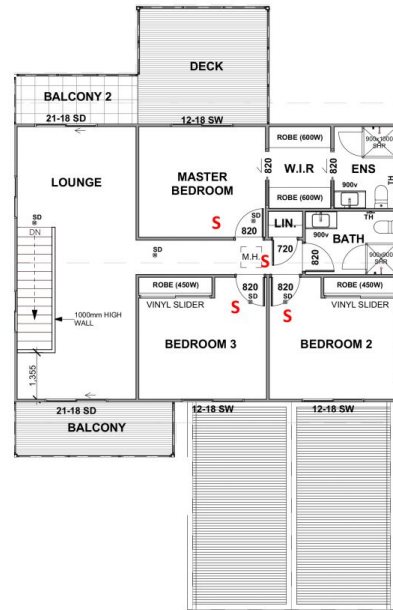 DECK
BALCONY 2
21-18 SD
12-18 SW
ROBE (600W)
900x1000
SHR
LOUNGE
MASTER
BEDROOM
820
W.I.R
820
ENS
900v
TH
ROBE (600W)
SD
SD
S
820
LIN.
TH
900v
BATH
DN
SD
M.H.
S
720
820
900x900
SHR
ROBE (450W)
820
SD
820
SD
ROBE (450W)
1000mm HIGH
WALL
VINYL SLIDER
S
S
VINYL SLIDER
BEDROOM 3
BEDROOM 2
1,355
21-18 SD
12-18 SW
12-18 SW
BALCONY